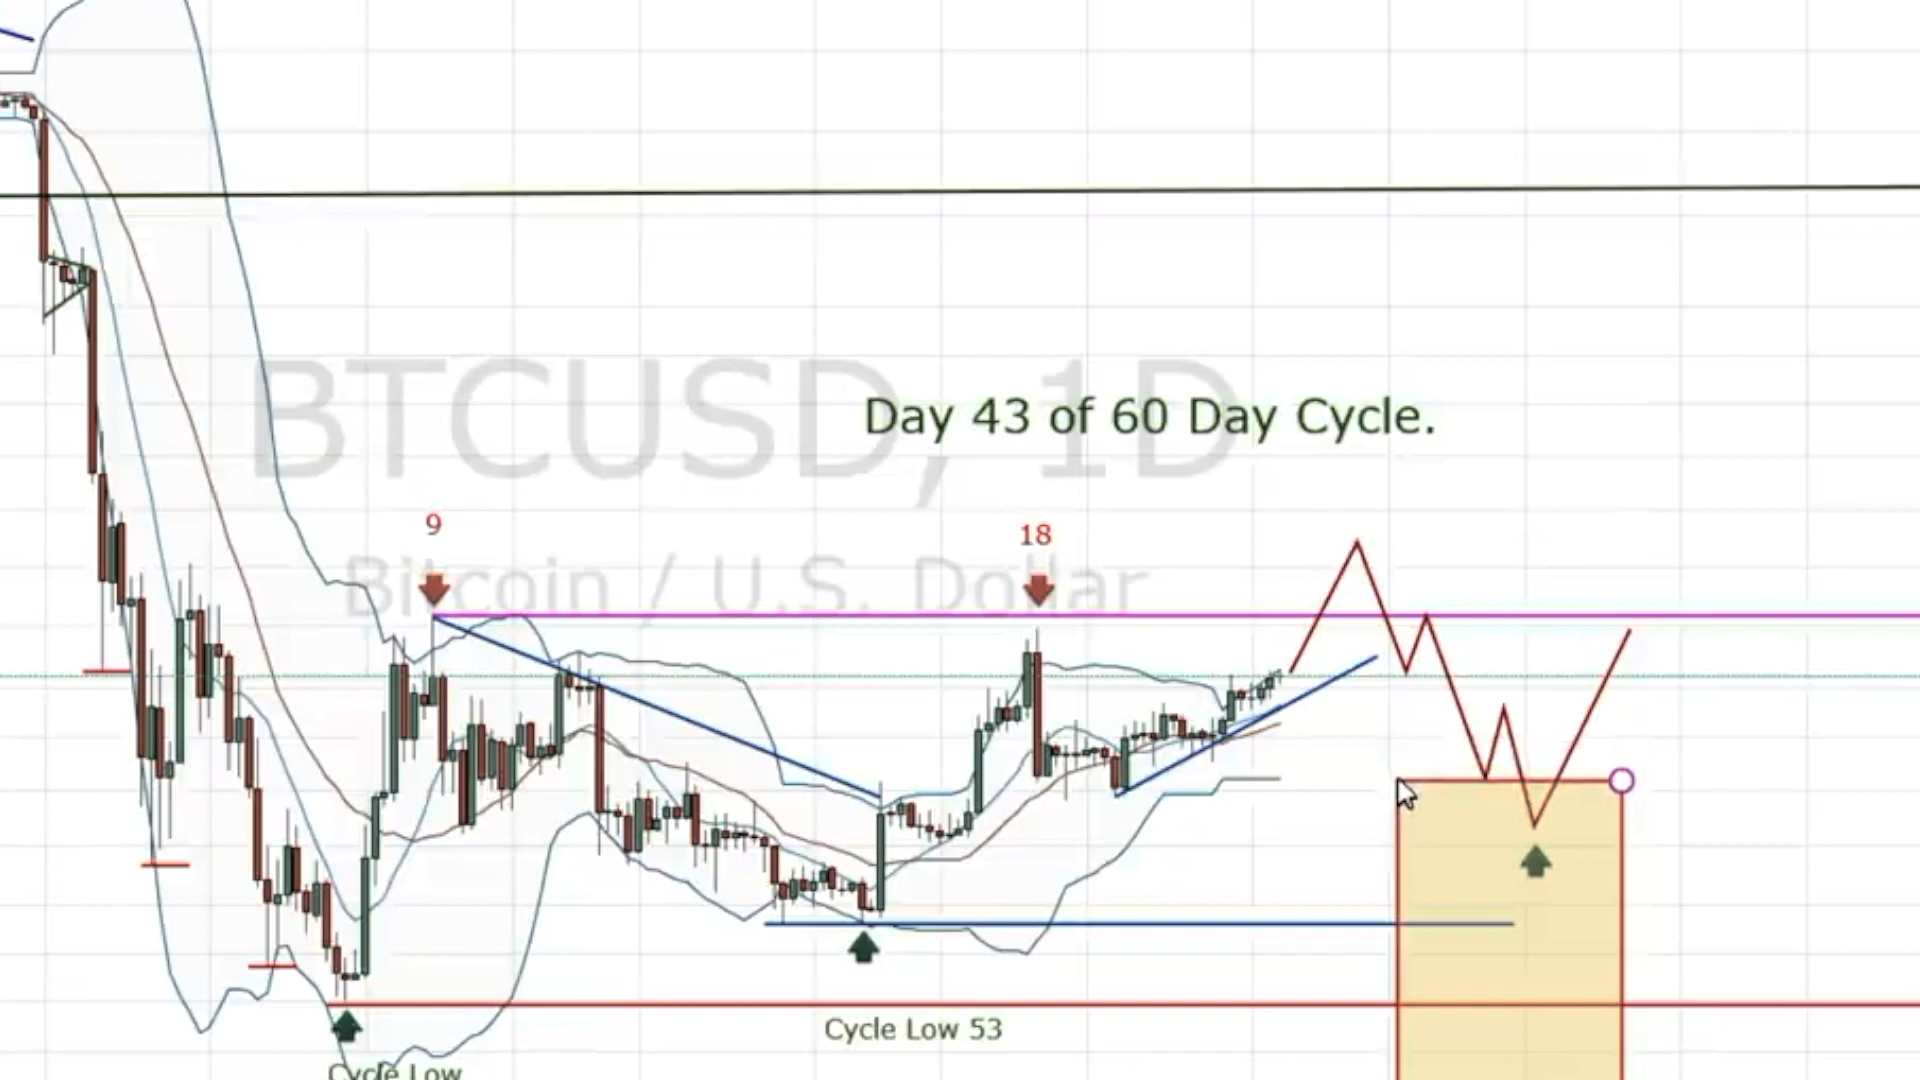 BTCUSD, 1D
Day 43 of 60 Day Cycle.
9
18
Bitcoin / U.S. Dollar
Cycle Low 53
Cycle Low